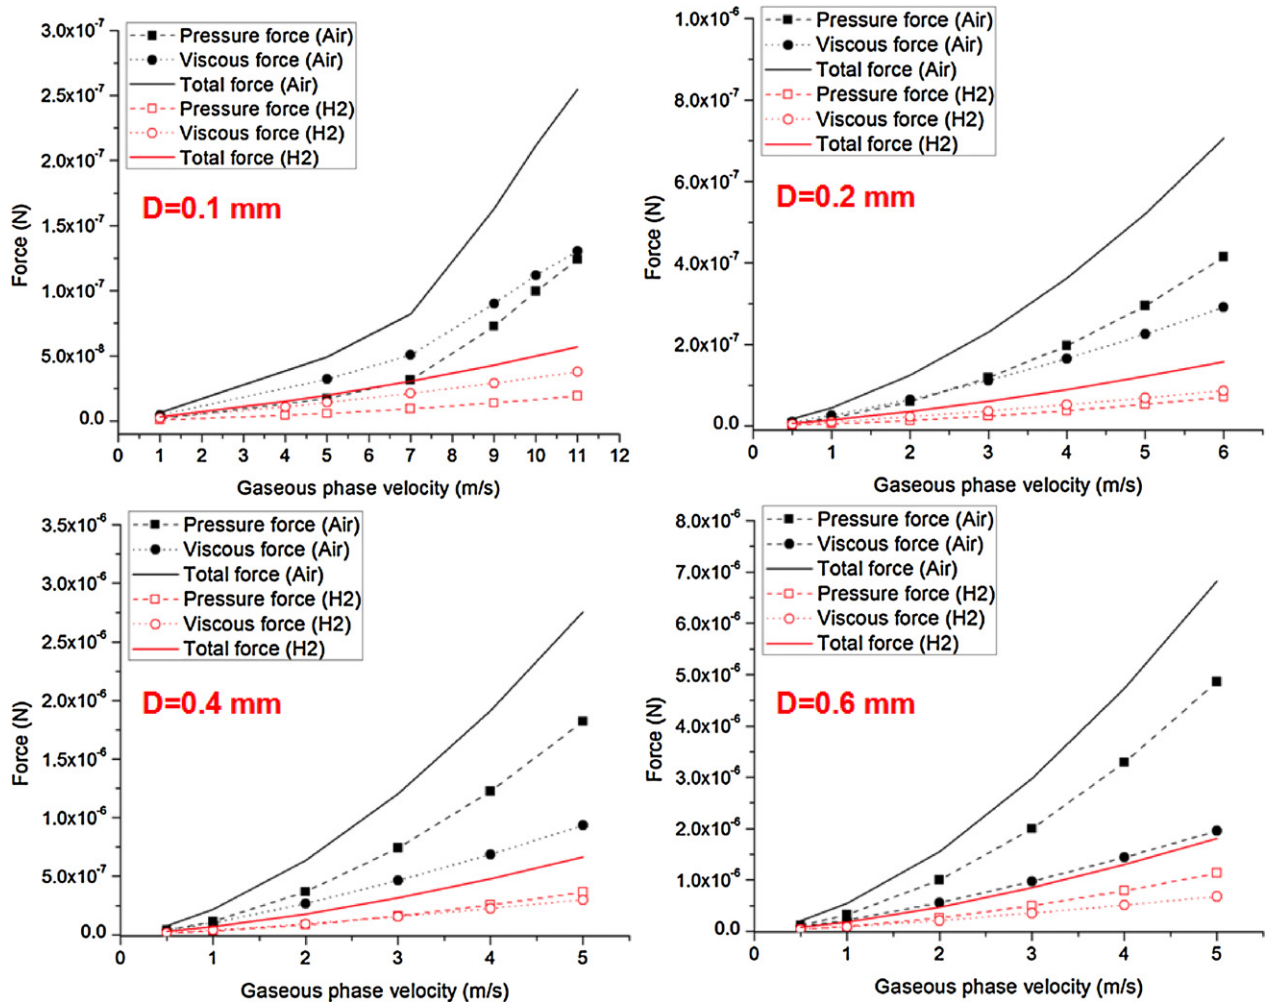 3.0x10-7
2.5x10-7
2.0x10-7
1.5x10-7
1.0x10-7
5.0x10-8
0.0
Force (N)
Pressure force (Air)
Viscous force (Air)
Total force (Air)
Pressure force (H2)
Viscous force (H2)
Total force (H2)
D=0.1 mm
0 1 2 3 4 5 6 7 8 9 10 11 12
Gaseous phase velocity (m/s)
1.0x10-6
8.0x10-7
6.0x10-7
4.0x10-7
2.0x10-7
0.0
Force (N)
Pressure force (Air)
Viscous force (Air)
Total force (Air)
Pressure force (H2)
Viscous force (H2)
Total force (H2)
D=0.2 mm
0 1 2 3 4 5 6
Gaseous phase velocity (m/s)
3.5x10-6
3.0x10-6
2.5x10-6
2.0x10-6
1.5x10-6
1.0x10-6
5.0x10-7
0.0
Force (N)
Pressure force (Air)
Viscous force (Air)
Total force (Air)
Pressure force (H2)
Viscous force (H2)
Total force (H2)
D=0.4 mm
0 1 2 3 4 5
Gaseous phase velocity (m/s)
8.0x10-6
7.0x10-6
6.0x10-6
5.0x10-6
4.0x10-6
3.0x10-6
2.0x10-6
1.0x10-6
0.0
Force (N)
Pressure force (Air)
Viscous force (Air)
Total force (Air)
Pressure force (H2)
Viscous force (H2)
Total force (H2)
D=0.6 mm
0 1 2 3 4 5
Gaseous phase velocity (m/s)